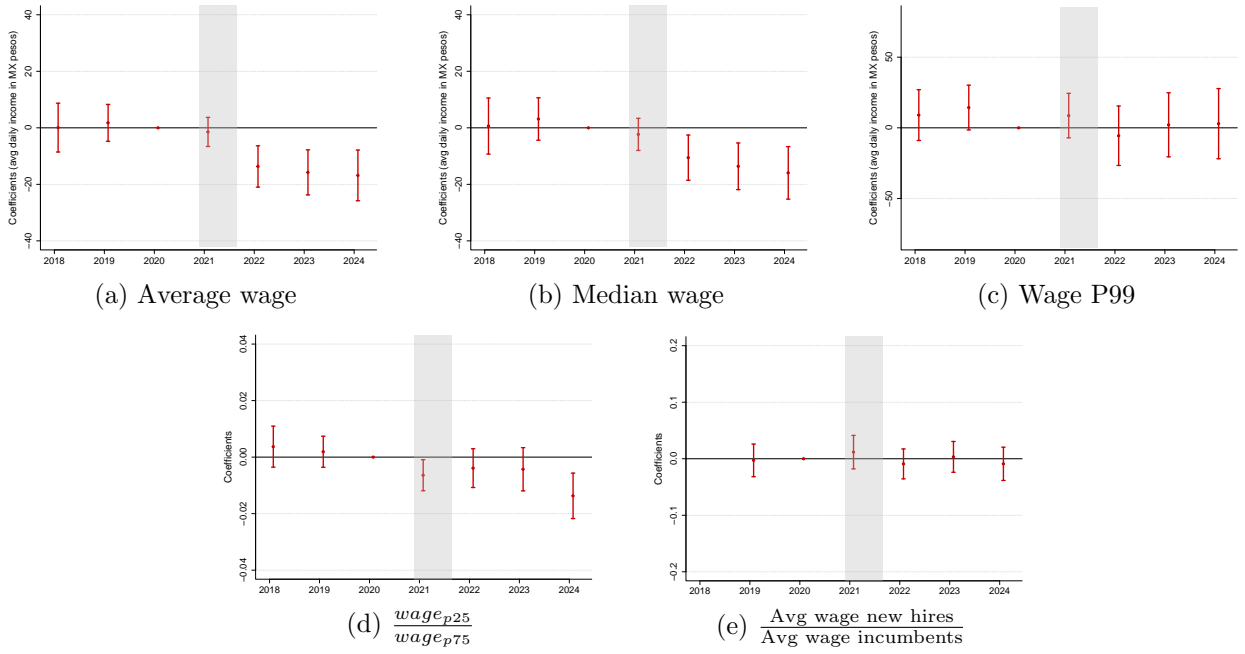 Coefficients (avg daily income in MX pesos)
40
20
0
−20
−40
2018 2019 2020 2021 2022 2023 2024
(a) Average wage
Coefficients (avg daily income in MX pesos)
40
20
0
−20
−40
2018 2019 2020 2021 2022 2023 2024
(b) Median wage
Coefficients (avg daily income in MX pesos)
50
0
−50
2018 2019 2020 2021 2022 2023 2024
(c) Wage P99
Coefficients
0.04
0.02
0.00
−0.02
−0.04
2018 2019 2020 2021 2022 2023 2024
(d) wage_{p25} / wage_{p75}
Coefficients
0.2
0.1
0.0
−0.1
−0.2
2018 2019 2020 2021 2022 2023 2024
(e) Avg wage new hires / Avg wage incumbents